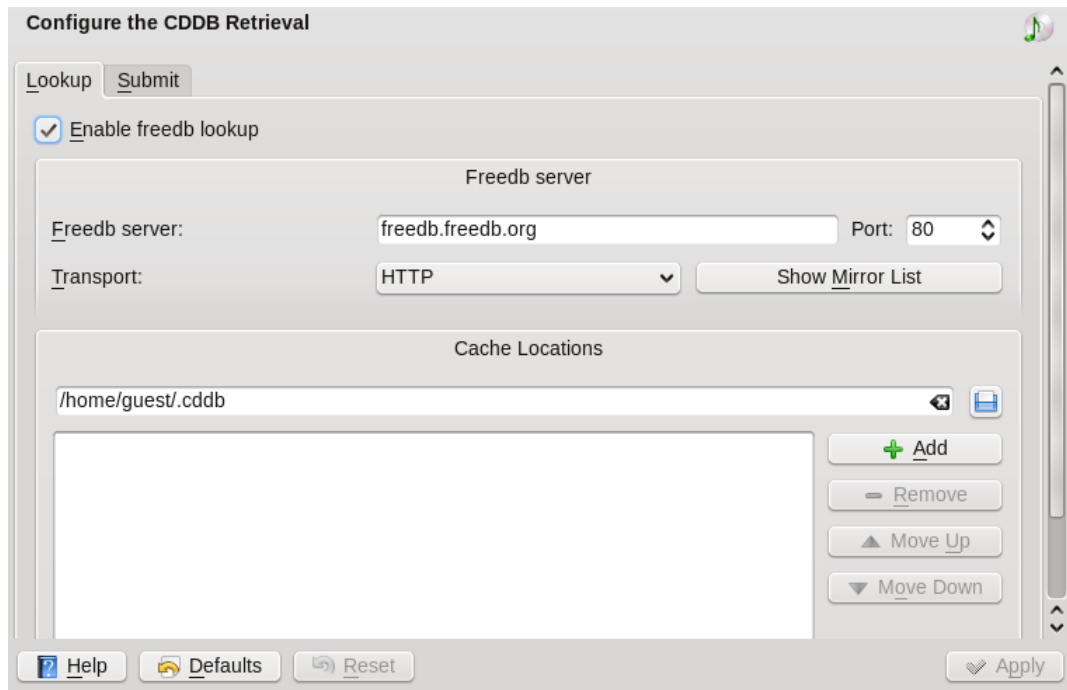 Configure the CDDB Retrieval
Lookup Submit
Enable freedb lookup
Freedb server
Freedb server: freedb.freedb.org Port: 80
Transport: HTTP Show Mirror List
Cache Locations
/home/guest/.cddb
Add
Remove
Move Up
Move Down
Help Defaults Reset Apply